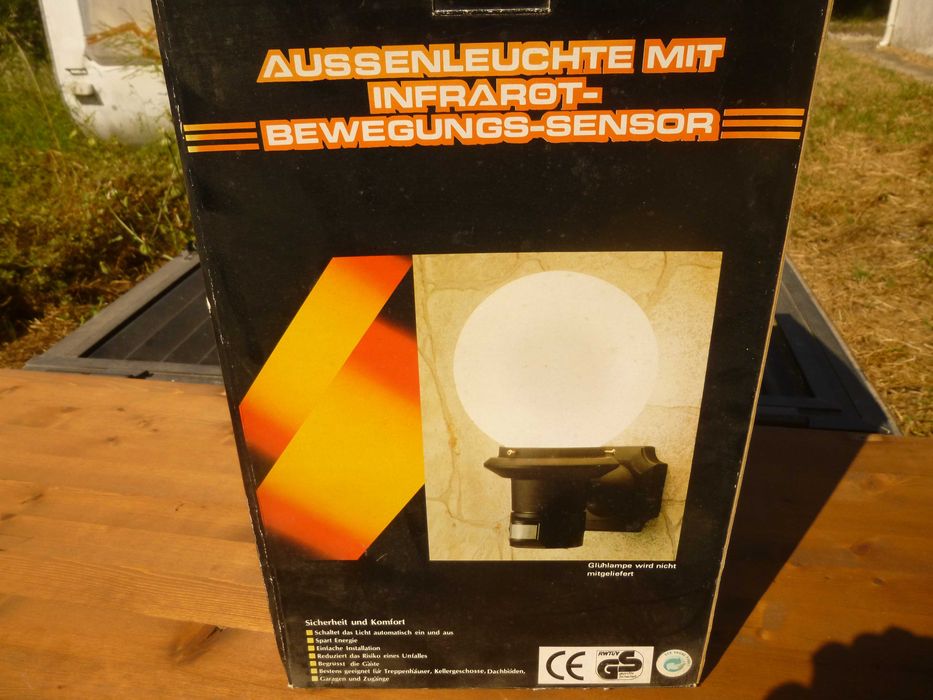 AUSSENLEUCHTE MIT
INFRAROT-
BEWEGUNGS-SENSOR
Glühlampe wird nicht
mitgeliefert
Sicherheit und Komfort
Schaltet das Licht automatisch ein und aus
Spart Energie
Einfache Installation
Reduziert das Risiko eines Unfalles
Begrüsst die Gäste
Bestens geeignet für Treppenhäuser, Kellergeschosse, Dachböden,
Garagen und Zugänge
CE
RWTÜV
GS